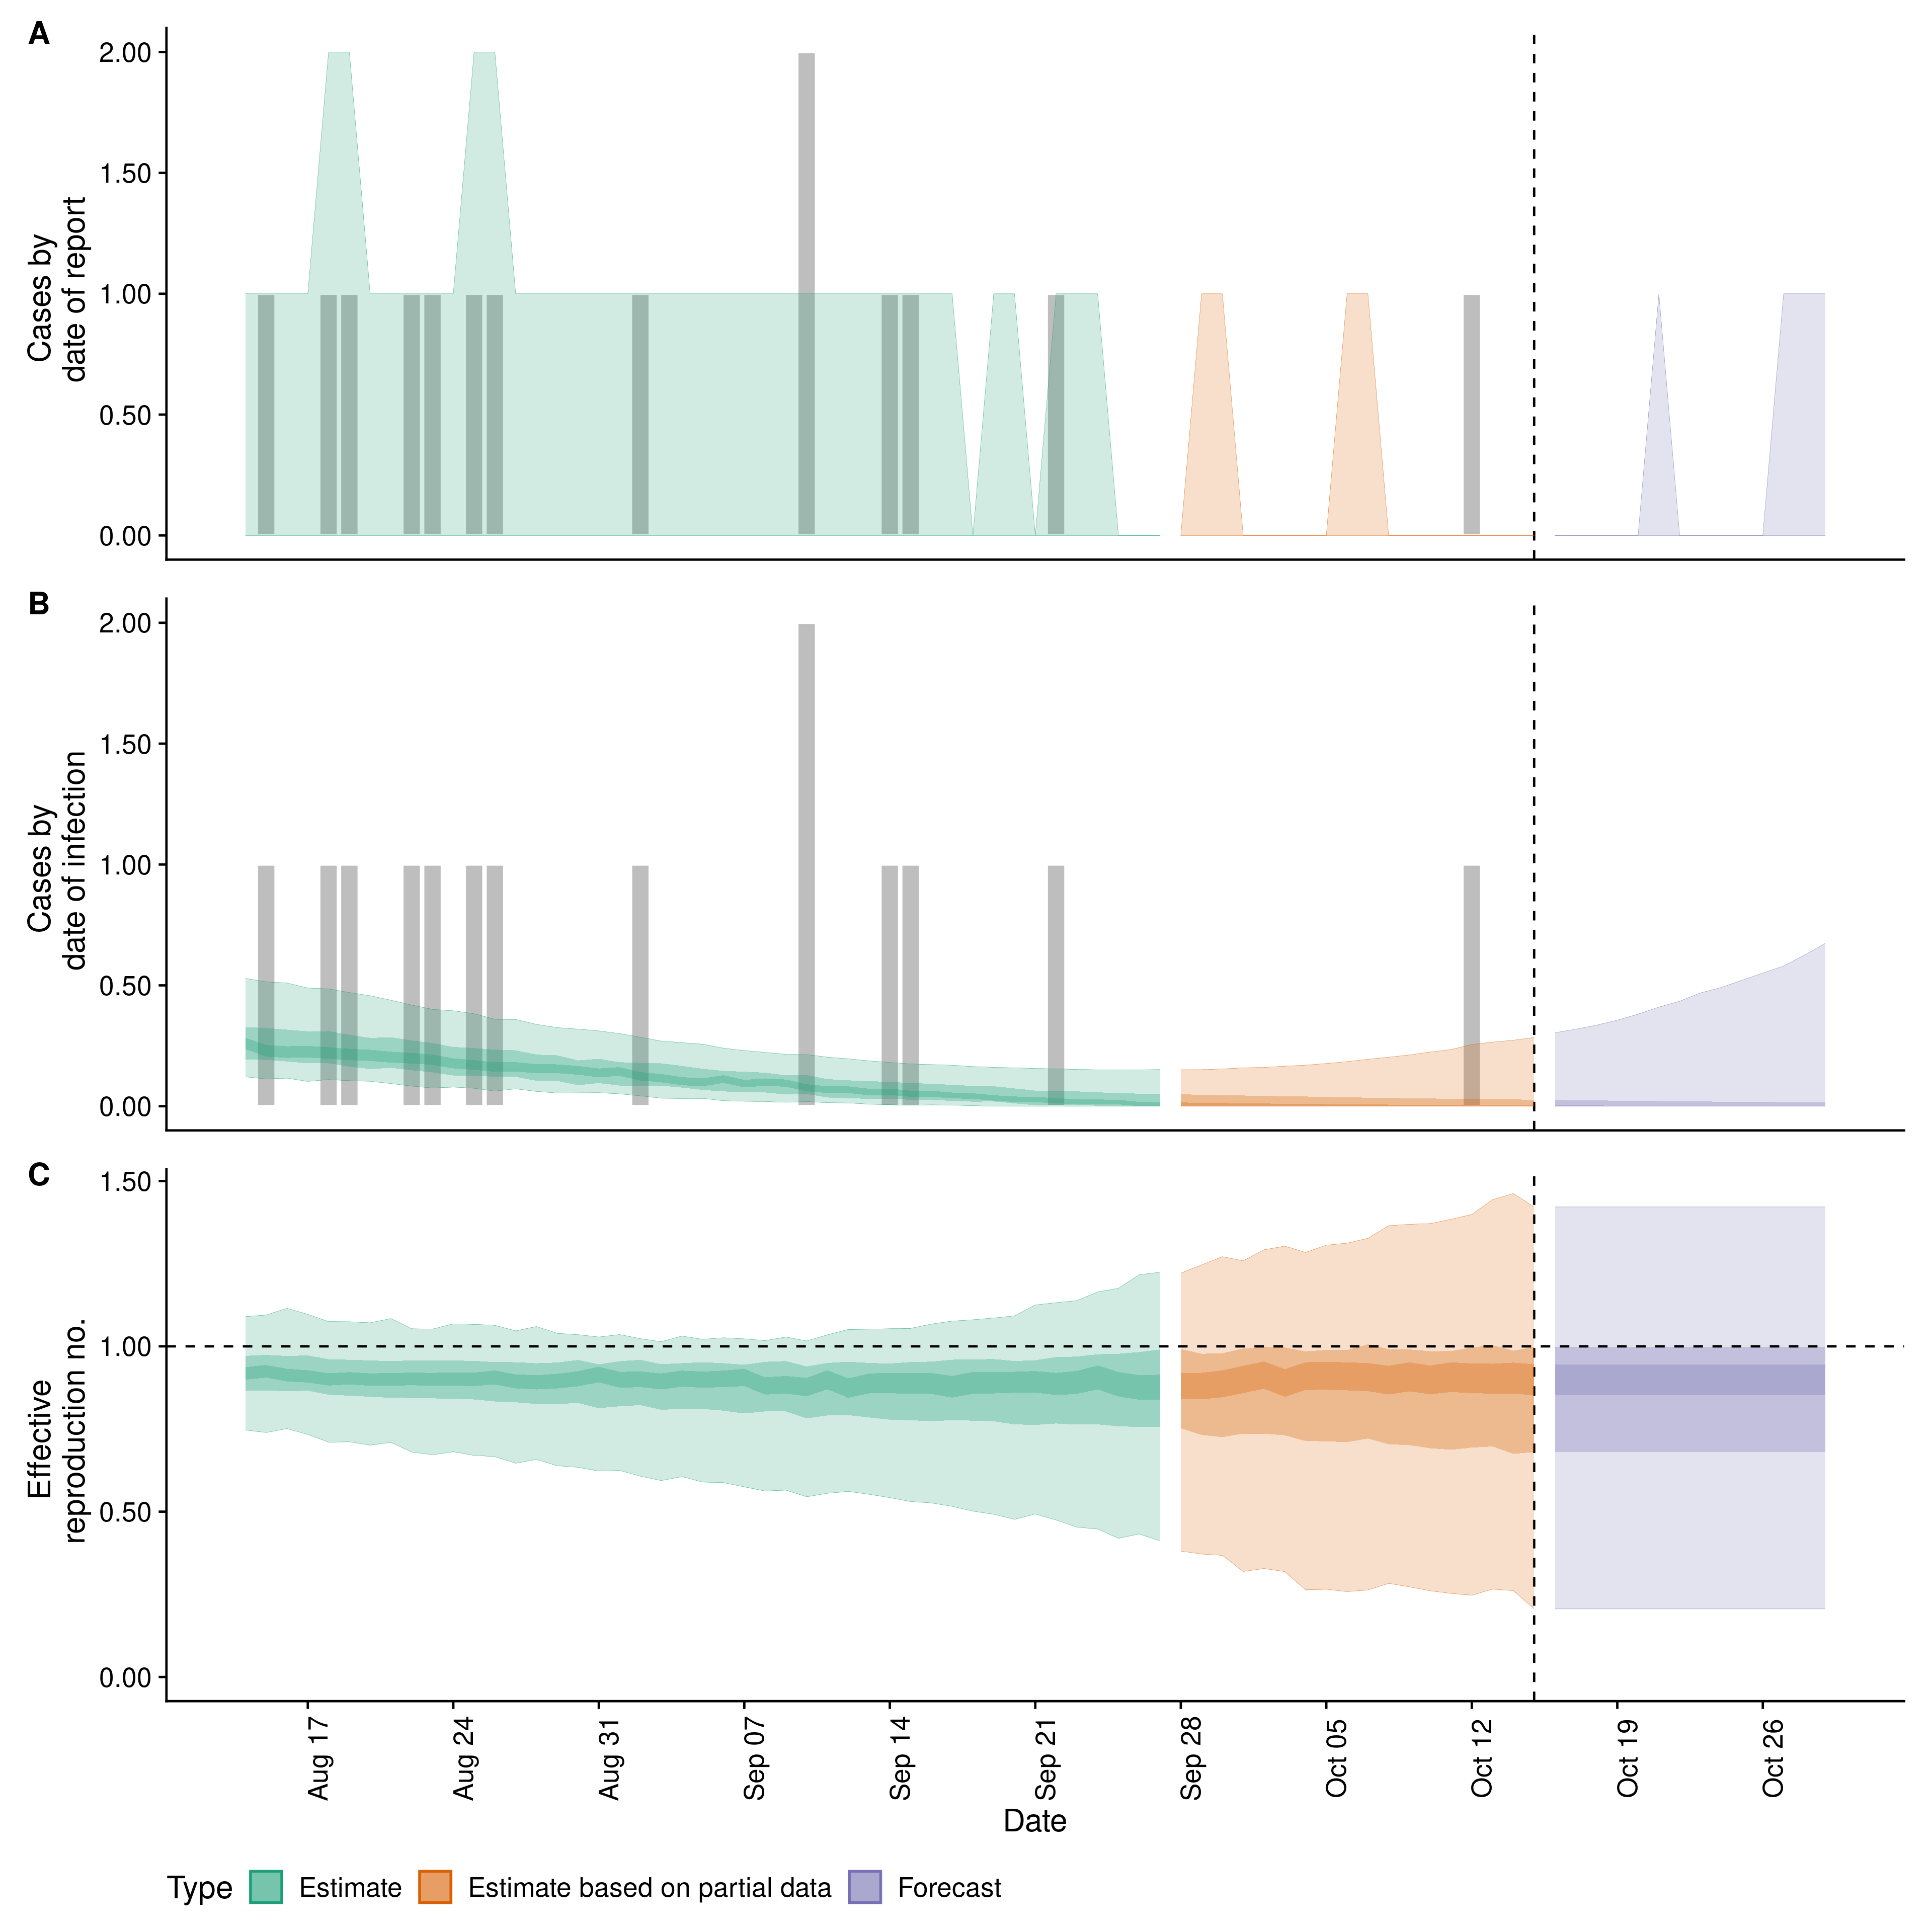 A
Cases by
date of report
2.00
1.50
1.00
0.50
0.00
B
Cases by
date of infection
2.00
1.50
1.00
0.50
0.00
C
Effective
reproduction no.
1.50
1.00
0.50
0.00
Aug 17 Aug 24 Aug 31 Sep 07 Sep 14 Sep 21 Sep 28 Oct 05 Oct 12 Oct 19 Oct 26
Date
Type Estimate Estimate based on partial data Forecast